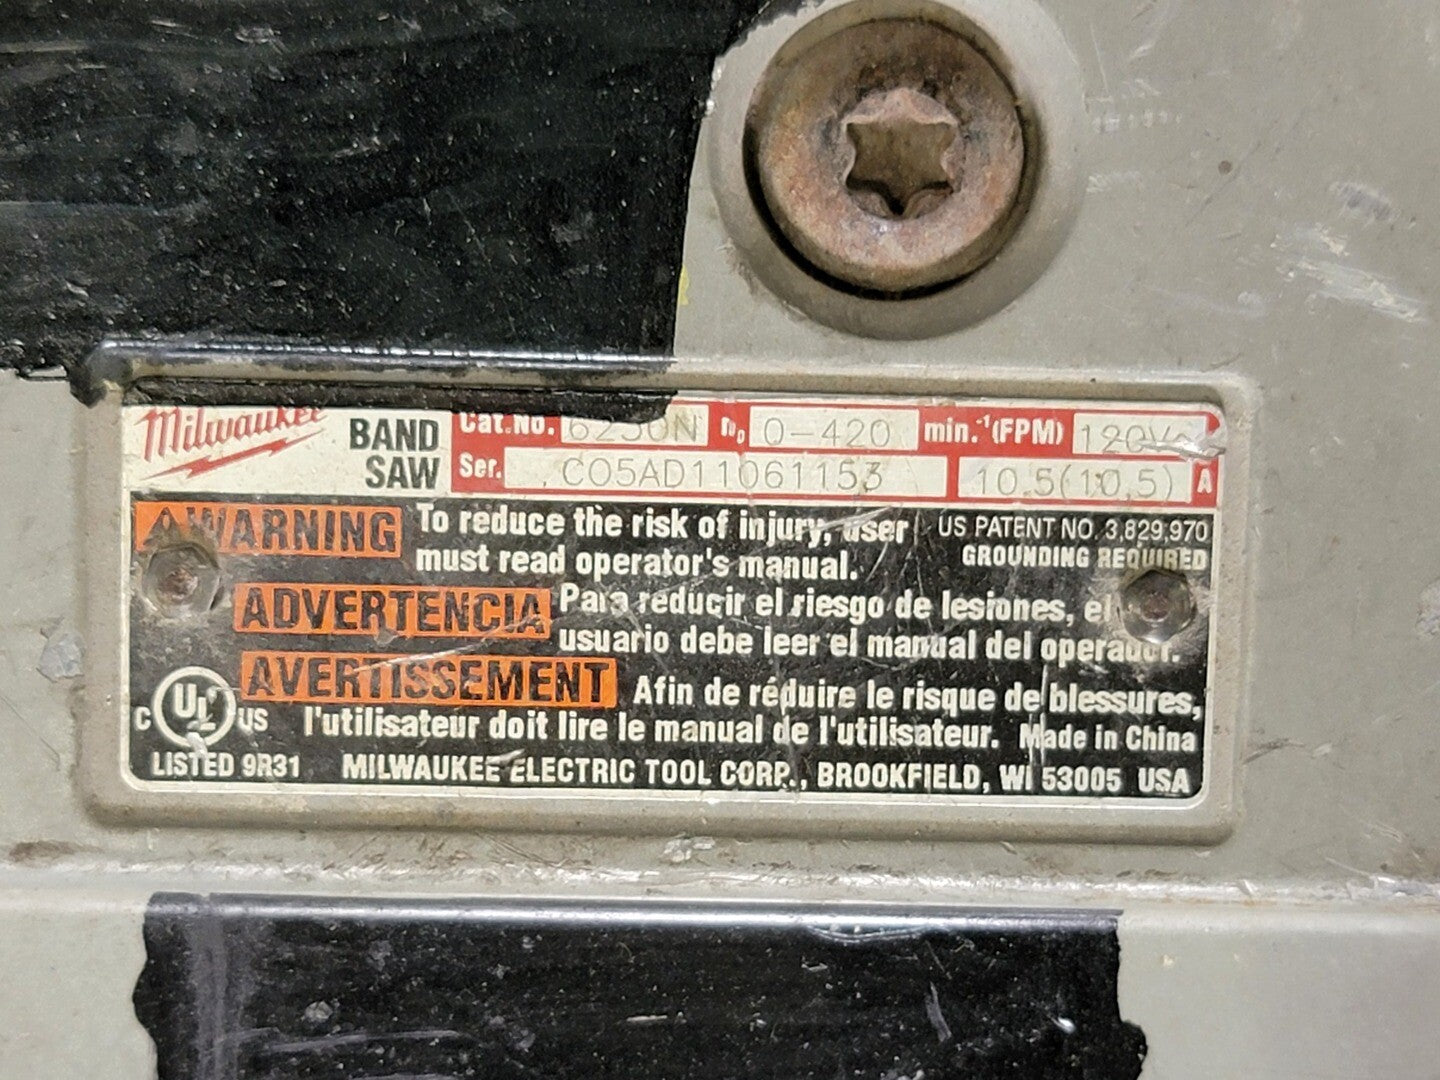 Milwaukee
BAND SAW
Cat.No. 6230N n₀ 0-420 min.⁻¹(FPM)
Ser. C05AD11061153 10.5(10.5) A
WARNING To reduce the risk of injury, user must read operator's manual.
US PATENT NO. 3,829,970
GROUNDING REQUIRED
ADVERTENCIA Para reducir el riesgo de lesiones, el
usuario debe leer el manual del operador.
AVERTISSEMENT Afin de réduire le risque de blessures,
l'utilisateur doit lire le manual de l'utilisateur. Made in China
C UL US
LISTED 9R31 MILWAUKEE ELECTRIC TOOL CORP., BROOKFIELD, WI 53005 USA